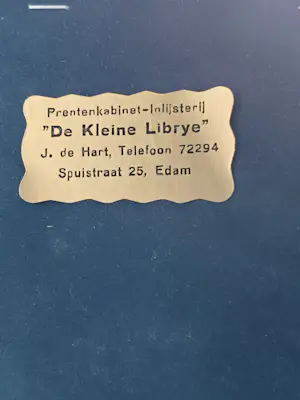 Prentenkabinet-Inlijsterij
"De Kleine Librye"
J. de Hart, Telefoon 72294
Spuistraat 25, Edam